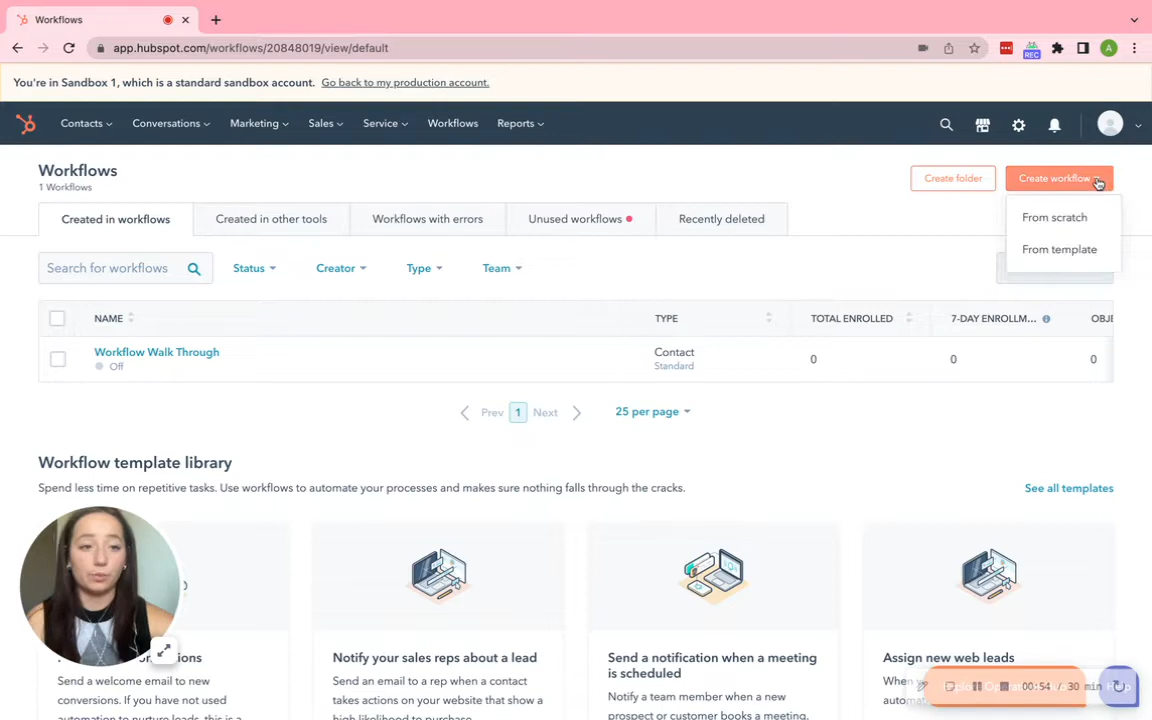 Workflows
app.hubspot.com/workflows/20848019/view/default
REC
A
You're in Sandbox 1, which is a standard sandbox account. Go back to my production account.
Contacts Conversations Marketing Sales Service Workflows Reports
Workflows
1 Workflows
Create folder Create workflow
From scratch
From template
Created in workflows Created in other tools Workflows with errors Unused workflows Recently deleted
Search for workflows Status Creator Type Team
NAME TYPE TOTAL ENROLLED 7-DAY ENROLLM... OBJE
Workflow Walk Through Contact 0 0 0
Off Standard
Prev 1 Next 25 per page
Workflow template library
Spend less time on repetitive tasks. Use workflows to automate your processes and makes sure nothing falls through the cracks.
See all templates
Send a welcome email to new
conversions. If you have not used
Notify your sales reps about a lead
Send an email to a rep when a contact
takes actions on your website that show a
Send a notification when a meeting
is scheduled
Notify a team member when a new
prospect or customer books a meeting.
Assign new web leads
00:54 / 30 min